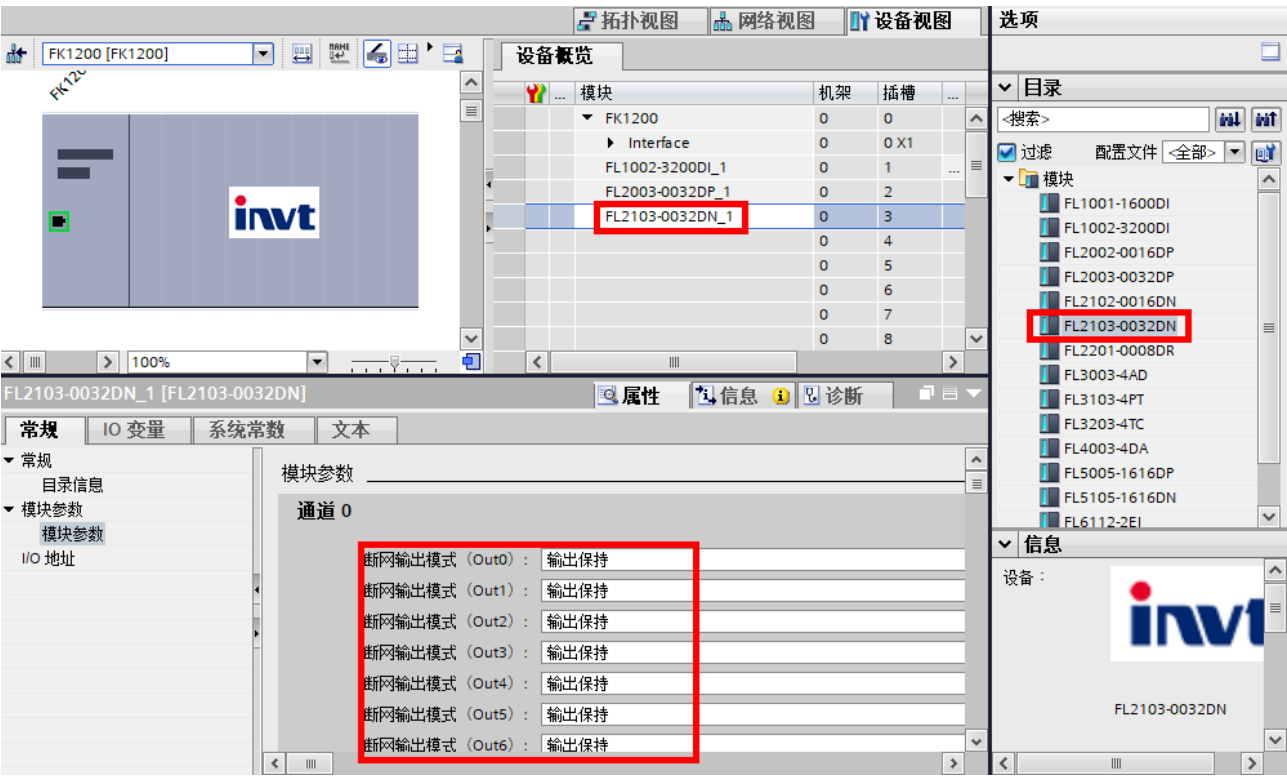 拓扑视图 网络视图 设备视图 选项
FK1200 [FK1200]
设备概览
FK120
... 模块 机架 插槽 ...
FK1200 0 0
Interface 0 0 X1
FL1002-3200DI_1 0 1 ...
FL2003-0032DP_1 0 2
FL2103-0032DN_1 0 3
0 4
0 5
0 6
0 7
0 8
invt
100%
目录
<搜索>
过滤 配置文件 <全部>
模块
FL1001-1600DI
FL1002-3200DI
FL2002-0016DP
FL2003-0032DP
FL2102-0016DN
FL2103-0032DN
FL2201-0008DR
FL3003-4AD
FL3103-4PT
FL3203-4TC
FL4003-4DA
FL5005-1616DP
FL5105-1616DN
FL6112-2EI
FL2103-0032DN_1 [FL2103-0032DN]
属性 信息 诊断
常规 IO 变量 系统常数 文本
常规
目录信息
模块参数
模块参数
I/O 地址
模块参数
通道 0
断网输出模式（Out0）: 输出保持
断网输出模式（Out1）: 输出保持
断网输出模式（Out2）: 输出保持
断网输出模式（Out3）: 输出保持
断网输出模式（Out4）: 输出保持
断网输出模式（Out5）: 输出保持
断网输出模式（Out6）: 输出保持
信息
设备：
invt
FL2103-0032DN